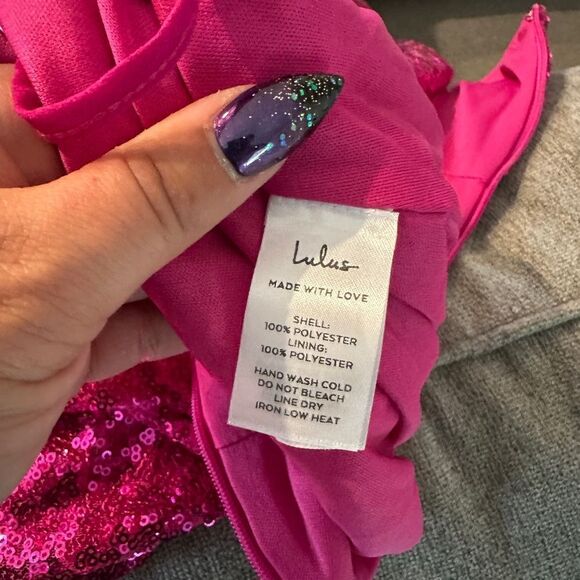 Lulus
MADE WITH LOVE
SHELL:
100% POLYESTER
LINING:
100% POLYESTER
HAND WASH COLD
DO NOT BLEACH
LINE DRY
IRON LOW HEAT